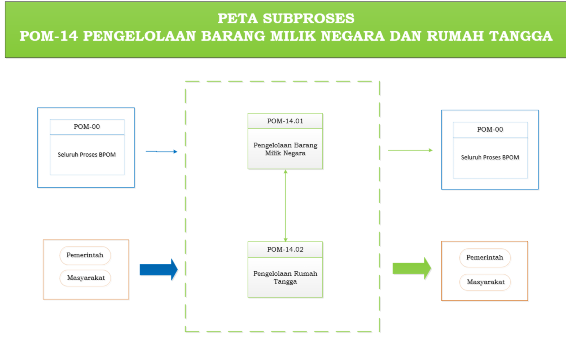 PETA SUBPROSES
POM-14 PENGELOLAAN BARANG MILIK NEGARA DAN RUMAH TANGGA
POM-00
Seluruh Proses BPOM
POM-14.01
Pengelolaan Barang
Milik Negara
POM-00
Seluruh Proses BPOM
Pemerintah
Masyarakat
POM-14.02
Pengelolaan Rumah
Tangga
Pemerintah
Masyarakat